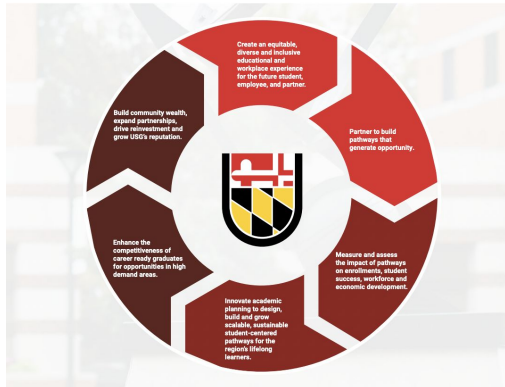 Create an equitable,
diverse and inclusive
educational and
workplace experience
for the future student,
employee, and partner.
Partner to build
pathways that
generate opportunity.
Measure and assess
the impact of pathways
on enrollments, student
success, workforce and
economic development.
Innovate academic
planning to design,
build and grow
scalable, sustainable
student-centered
pathways for the
region's lifelong
learners.
Enhance the
competitiveness of
career ready graduates
for opportunities in high
demand areas.
Build community wealth,
expand partnerships,
drive reinvestment and
grow USG's reputation.